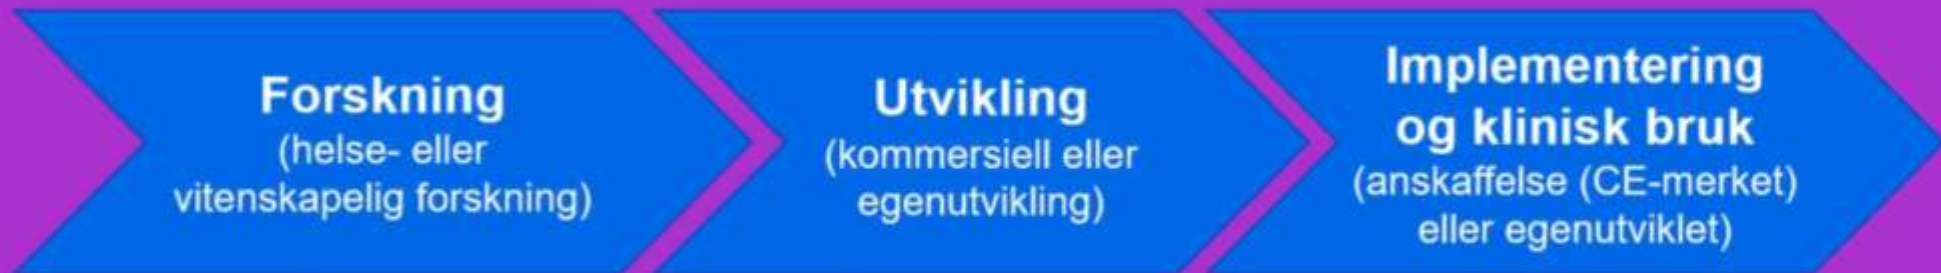 Forskning
(helse- eller
vitenskapelig forskning)
Utvikling
(kommersiell eller
egenutvikling)
Implementering
og klinisk bruk
(anskaffelse (CE-merket)
eller egenutviklet)